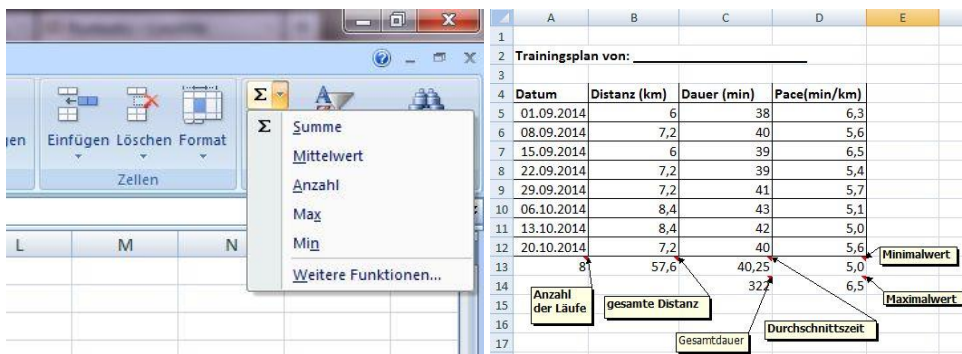 Σ
A
en
Einfügen Löschen Format
Zellen
Σ Summe
Mittelwert
Anzahl
Max
Min
Weitere Funktionen...
L M N
A B C D E
1
2 Trainingsplan von: ____________________
3
4 Datum Distanz (km) Dauer (min) Pace(min/km)
5 01.09.2014 6 38 6,3
6 08.09.2014 7,2 40 5,6
7 15.09.2014 6 39 6,5
8 22.09.2014 7,2 39 5,4
9 29.09.2014 7,2 41 5,7
10 06.10.2014 8,4 43 5,1
11 13.10.2014 8,4 42 5,0
12 20.10.2014 7,2 40 5,6
Minimalwert
13 8 57,6 40,25 5,0
14 322 6,5
Maximalwert
Anzahl
der Läufe
gesamte Distanz
15
16
Durchschnittszeit
17
Gesamtdauer